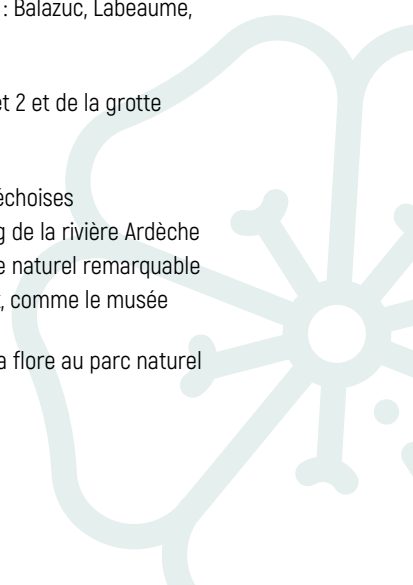 : Balazuc, Labeaume,
et 2 et de la grotte
échoises
g de la rivière Ardèche
e naturel remarquable
, comme le musée
a flore au parc naturel